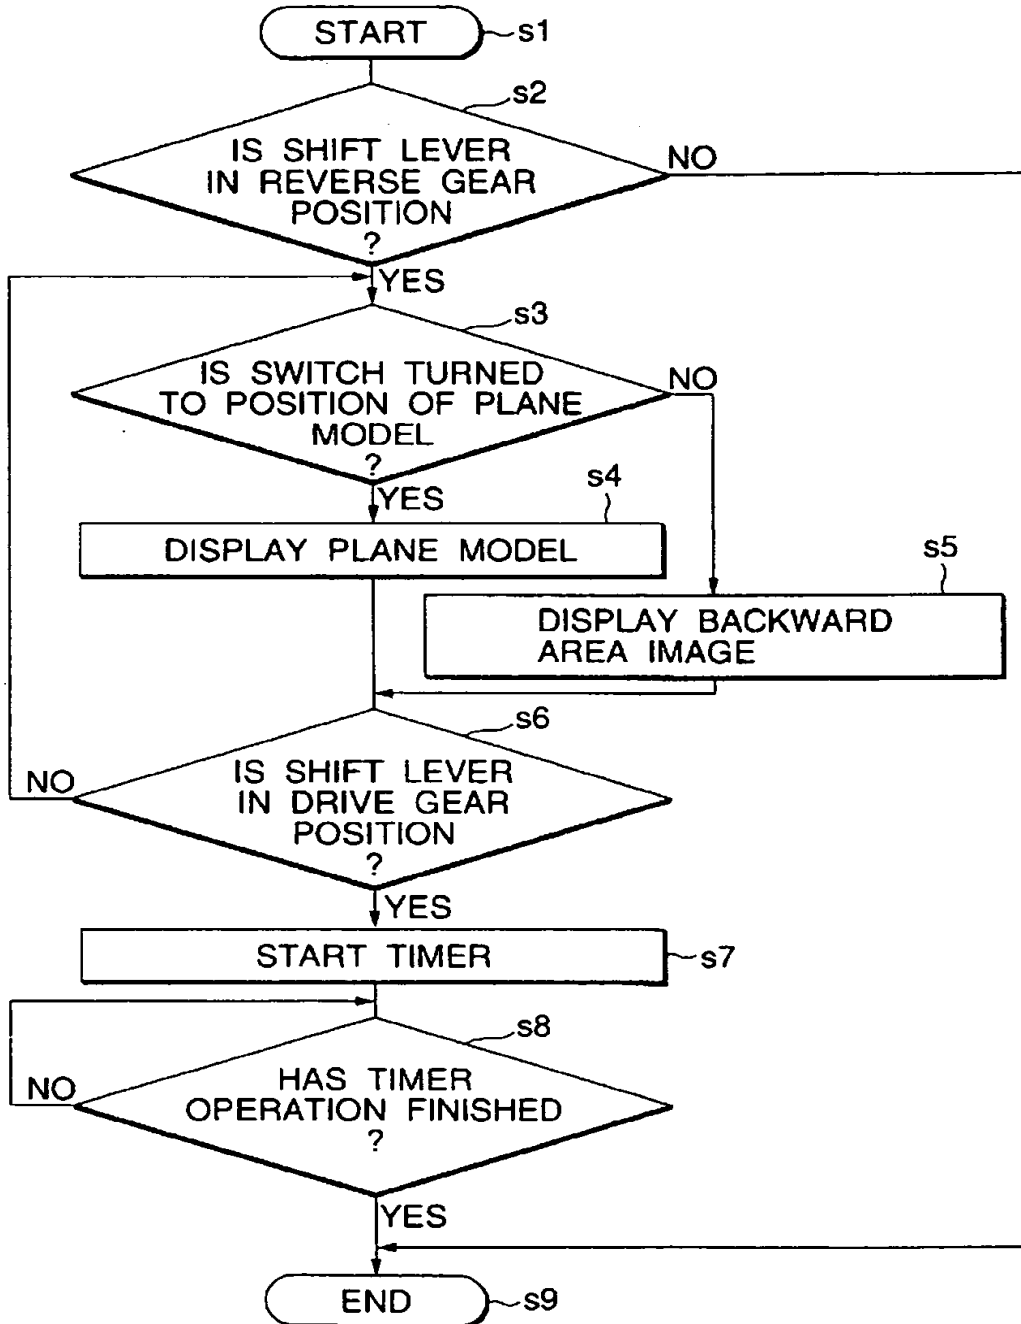 START
s1
s2
IS SHIFT LEVER
IN REVERSE GEAR
POSITION
?
NO
YES
s3
IS SWITCH TURNED
TO POSITION OF PLANE
MODEL
?
NO
YES
s4
DISPLAY PLANE MODEL
s5
DISPLAY BACKWARD
AREA IMAGE
s6
IS SHIFT LEVER
IN DRIVE GEAR
POSITION
?
NO
YES
START TIMER
s7
s8
HAS TIMER
OPERATION FINISHED
?
NO
YES
END
s9